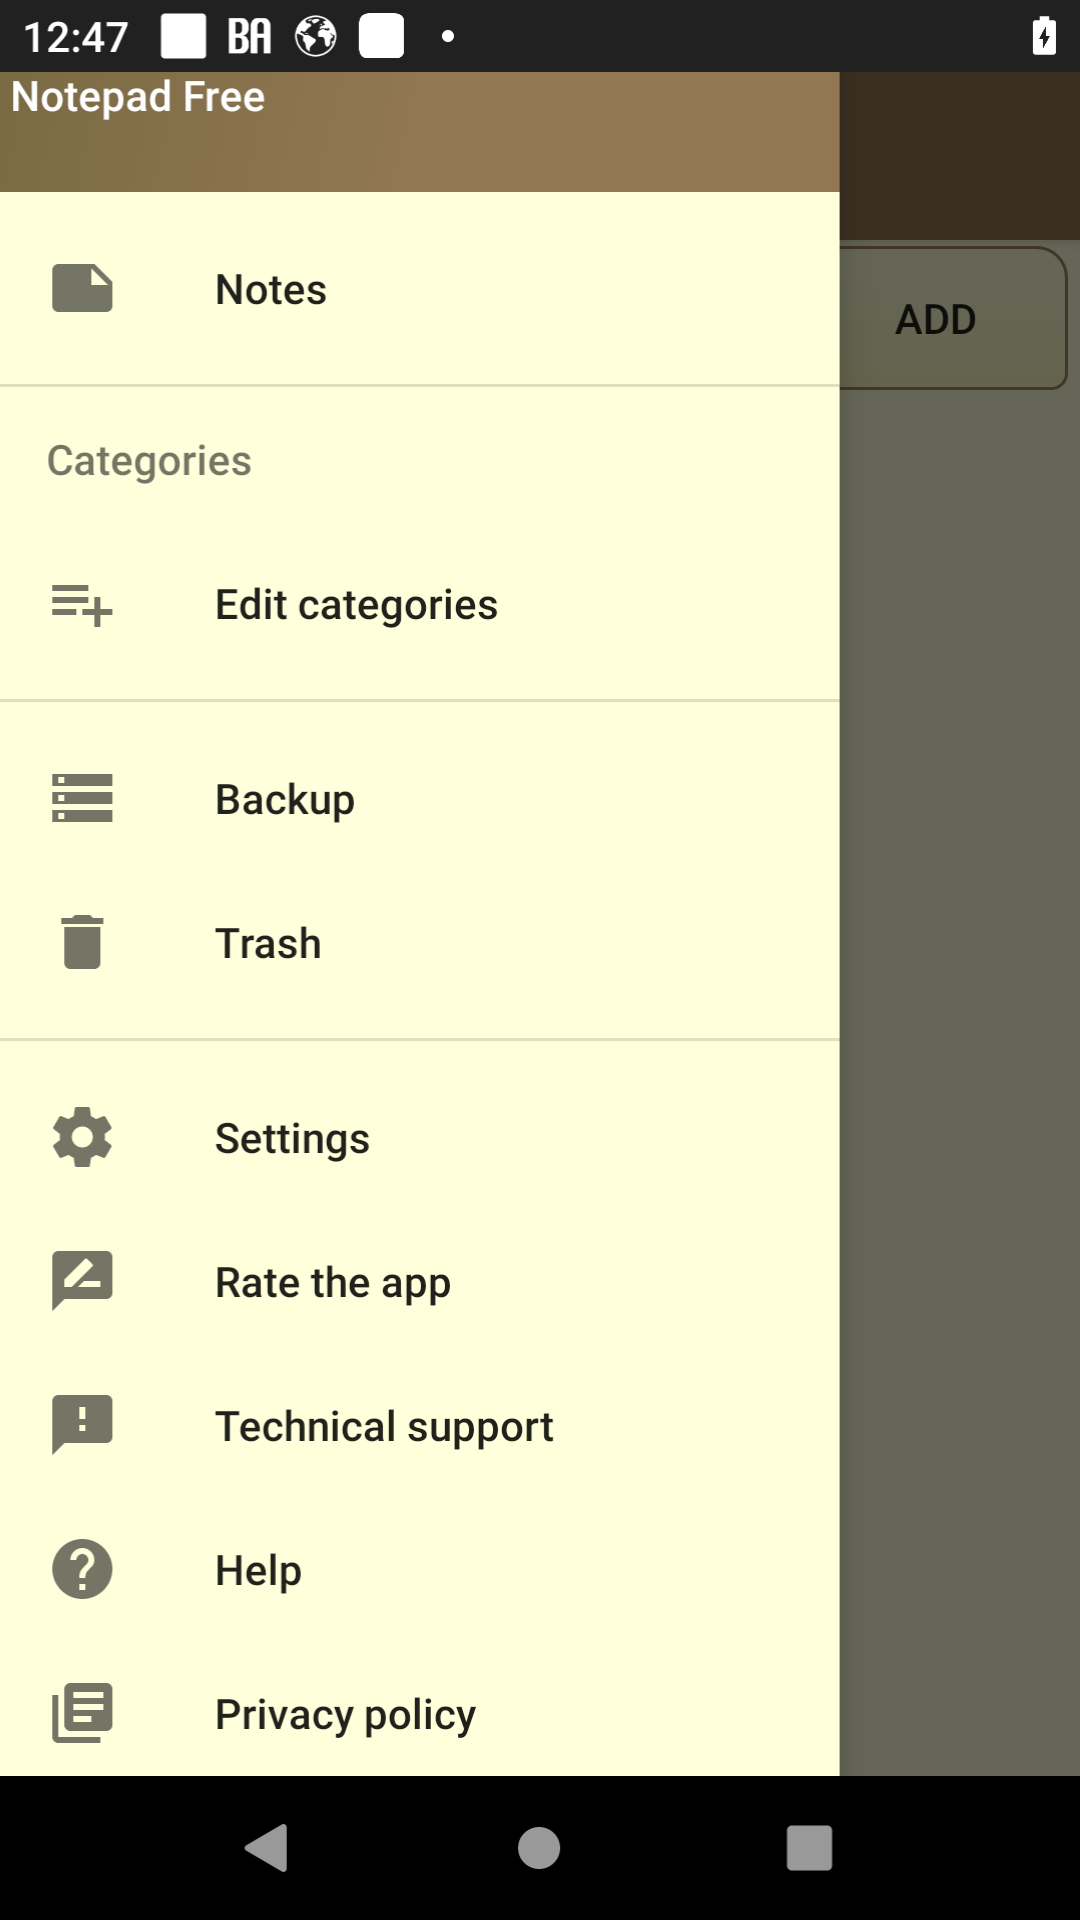 12:47 BA
Notepad Free
Notes
ADD
Categories
Edit categories
Backup
Trash
Settings
Rate the app
Technical support
Help
Privacy policy